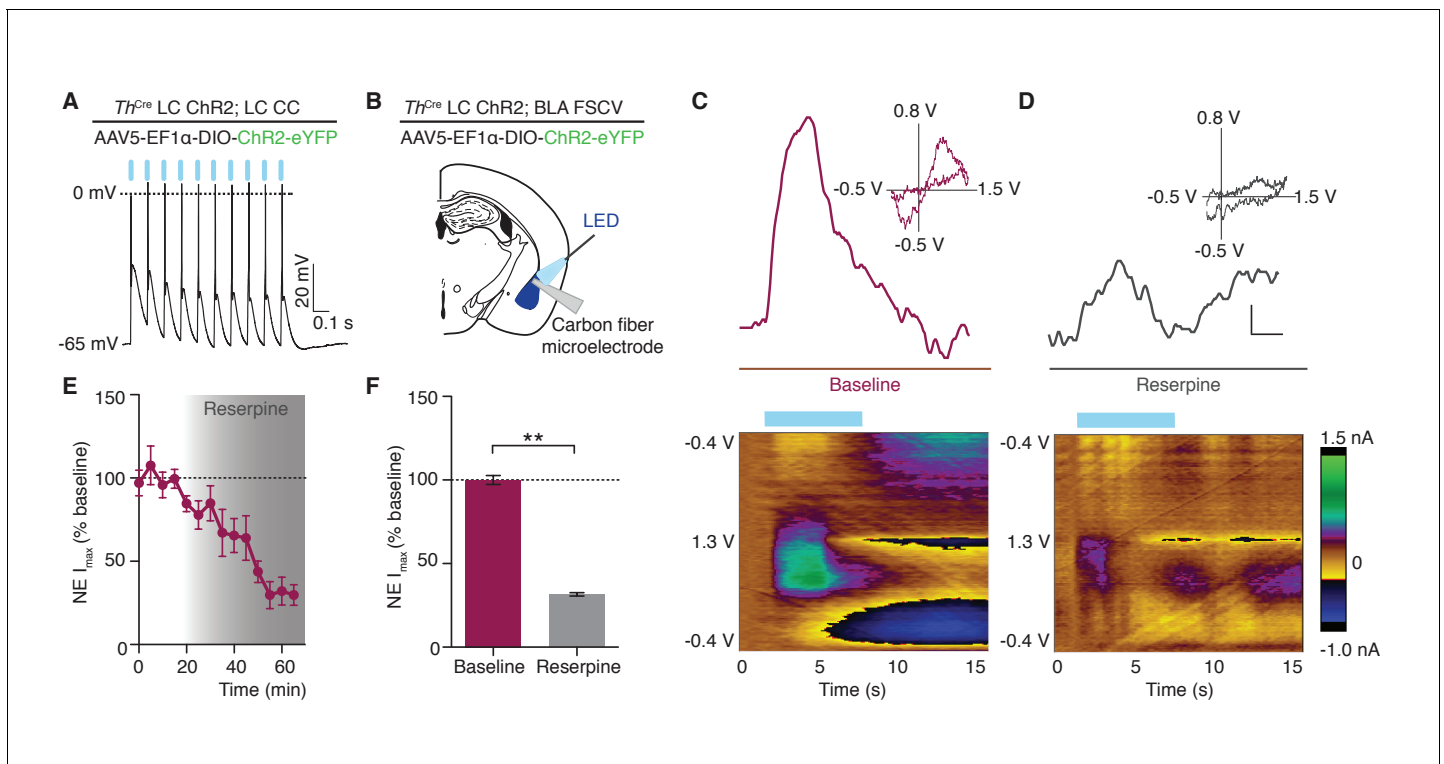 A
Th^Cre LC ChR2; LC CC
AAV5-EF1α-DIO-ChR2-eYFP
0 mV
20 mV
0.1 s
-65 mV
B
Th^Cre LC ChR2; BLA FSCV
AAV5-EF1α-DIO-ChR2-eYFP
LED
Carbon fiber
microelectrode
C
0.8 V
-0.5 V
1.5 V
-0.5 V
Baseline
-0.4 V
1.3 V
-0.4 V
0
5
10
15
Time (s)
D
0.8 V
-0.5 V
1.5 V
-0.5 V
Reserpine
-0.4 V
1.3 V
-0.4 V
0
5
10
15
Time (s)
1.5 nA
0
-1.0 nA
E
Reserpine
NE I_max (% baseline)
150
100
50
0
0
20
40
60
Time (min)
F
NE I_max (% baseline)
150
100
50
0
**
Baseline
Reserpine